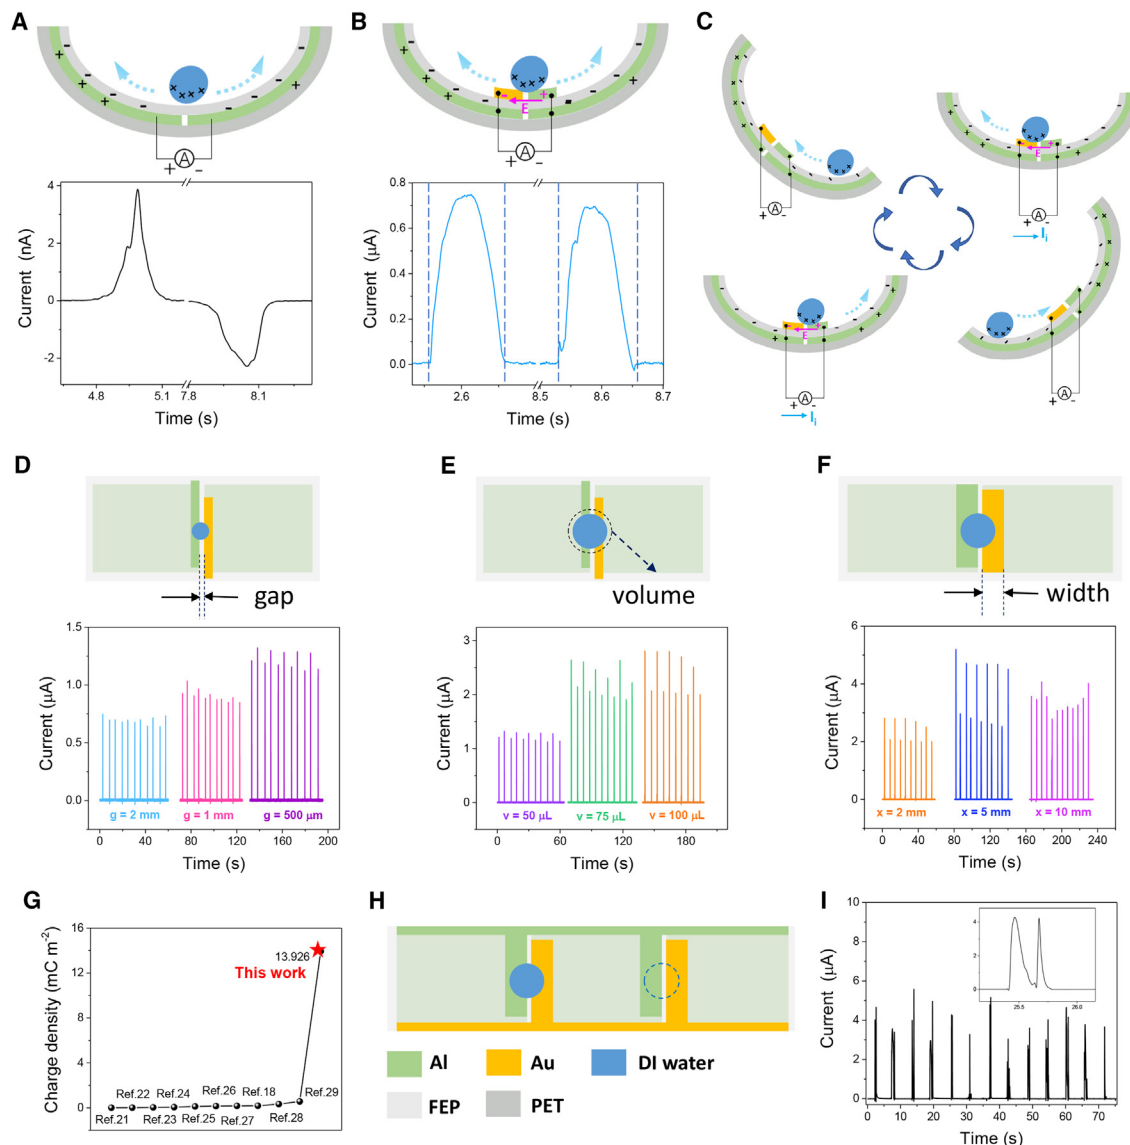 A
+ - + - + - - + - + - +
× × × ×
+ A -
Current (nA)
4
2
0
-2
4.8 5.1 7.8 8.1
Time (s)
B
× × × ×
- E +
+ A -
Current (μA)
0.8
0.6
0.4
0.2
0.0
2.6 8.5 8.6 8.7
Time (s)
C
+ A -
E
+ A -
Ii
E
+ A -
Ii
+ A -
D
gap
Current (μA)
1.5
1.0
0.5
0.0
g = 2 mm g = 1 mm g = 500 μm
0 40 80 120 160 200
Time (s)
E
volume
Current (μA)
3
2
1
0
v = 50 μL v = 75 μL v = 100 μL
0 60 120 180
Time (s)
F
width
Current (μA)
6
4
2
0
x = 2 mm x = 5 mm x = 10 mm
0 40 80 120 160 200 240
Time (s)
G
Charge density (mC m-2)
16
14
12
10
8
6
4
2
0
13.926
This work
Ref.22 Ref.24 Ref.26 Ref.18 Ref.29
Ref.21 Ref.23 Ref.25 Ref.27 Ref.28
H
Al Au DI water
FEP PET
I
Current (μA)
10
8
6
4
2
0
4
2
0
25.5 26.0
0 10 20 30 40 50 60 70
Time (s)